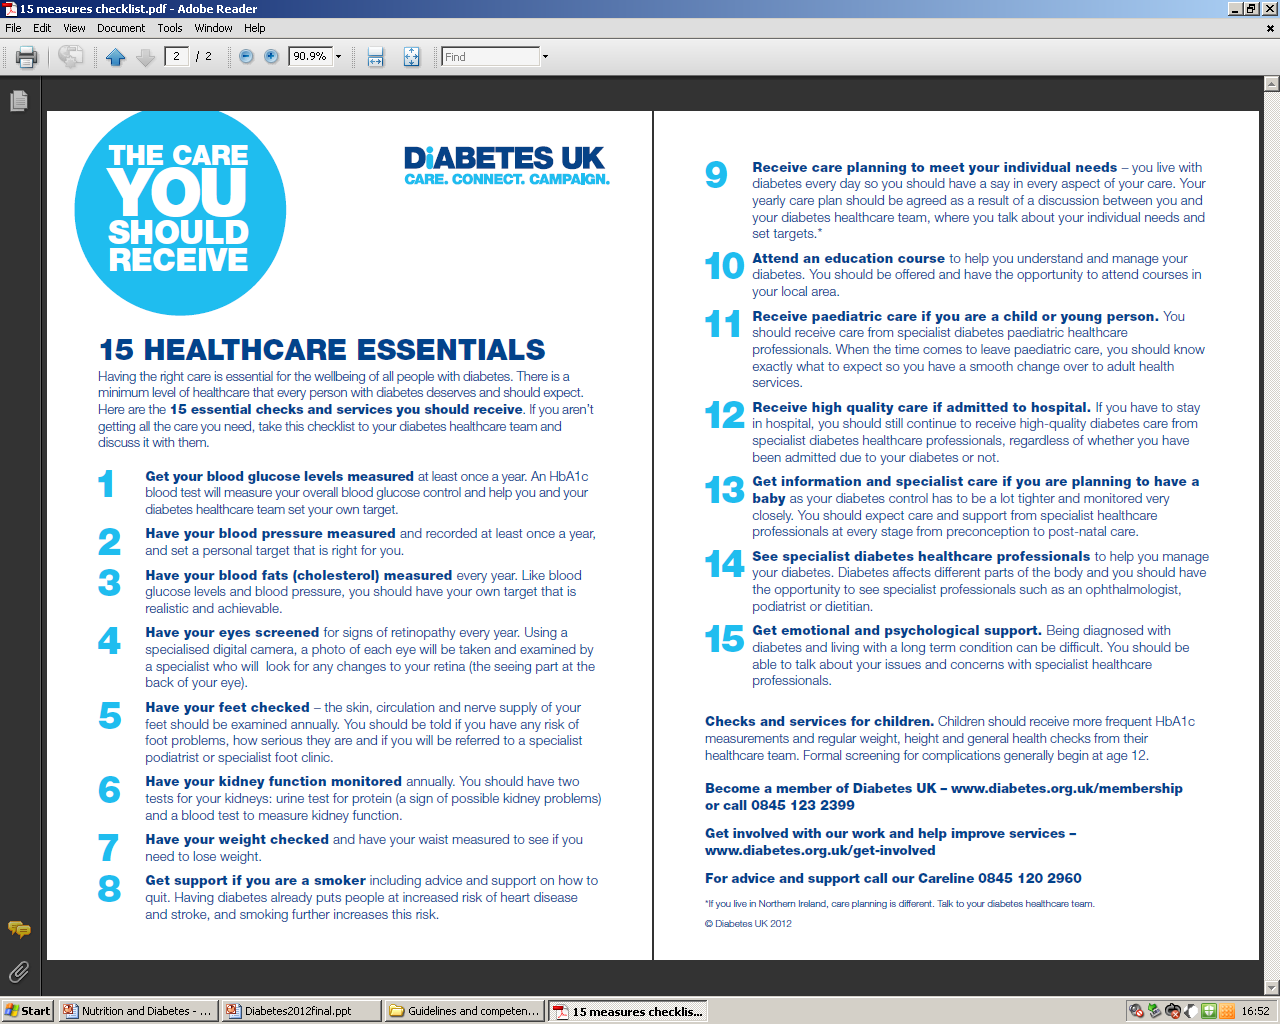 15 measures checklist.pdf - Adobe Reader
File Edit View Document Tools Window Help
2 / 2 90.9% Find
THE CARE
YOU
SHOULD
RECEIVE
DiABETES UK
CARE. CONNECT. CAMPAIGN.
15 HEALTHCARE ESSENTIALS
Having the right care is essential for the wellbeing of all people with diabetes. There is a
minimum level of healthcare that every person with diabetes deserves and should expect.
Here are the 15 essential checks and services you should receive. If you aren't
getting all the care you need, take this checklist to your diabetes healthcare team and
discuss it with them.
1 Get your blood glucose levels measured at least once a year. An HbA1c
blood test will measure your overall blood glucose control and help you and your
diabetes healthcare team set your own target.
2 Have your blood pressure measured and recorded at least once a year,
and set a personal target that is right for you.
3 Have your blood fats (cholesterol) measured every year. Like blood
glucose levels and blood pressure, you should have your own target that is
realistic and achievable.
4 Have your eyes screened for signs of retinopathy every year. Using a
specialised digital camera, a photo of each eye will be taken and examined by
a specialist who will look for any changes to your retina (the seeing part at the
back of your eye).
5 Have your feet checked – the skin, circulation and nerve supply of your
feet should be examined annually. You should be told if you have any risk of
foot problems, how serious they are and if you will be referred to a specialist
podiatrist or specialist foot clinic.
6 Have your kidney function monitored annually. You should have two
tests for your kidneys: urine test for protein (a sign of possible kidney problems)
and a blood test to measure kidney function.
7 Have your weight checked and have your waist measured to see if you
need to lose weight.
8 Get support if you are a smoker including advice and support on how to
quit. Having diabetes already puts people at increased risk of heart disease
and stroke, and smoking further increases this risk.
9 Receive care planning to meet your individual needs – you live with
diabetes every day so you should have a say in every aspect of your care. Your
yearly care plan should be agreed as a result of a discussion between you and
your diabetes healthcare team, where you talk about your individual needs and
set targets.*
10 Attend an education course to help you understand and manage your
diabetes. You should be offered and have the opportunity to attend courses in
your local area.
11 Receive paediatric care if you are a child or young person. You
should receive care from specialist diabetes paediatric healthcare
professionals. When the time comes to leave paediatric care, you should know
exactly what to expect so you have a smooth change over to adult health
services.
12 Receive high quality care if admitted to hospital. If you have to stay
in hospital, you should still continue to receive high-quality diabetes care from
specialist diabetes healthcare professionals, regardless of whether you have
been admitted due to your diabetes or not.
13 Get information and specialist care if you are planning to have a
baby as your diabetes control has to be a lot tighter and monitored very
closely. You should expect care and support from specialist healthcare
professionals at every stage from preconception to post-natal care.
14 See specialist diabetes healthcare professionals to help you manage
your diabetes. Diabetes affects different parts of the body and you should have
the opportunity to see specialist professionals such as an ophthalmologist,
podiatrist or dietitian.
15 Get emotional and psychological support. Being diagnosed with
diabetes and living with a long term condition can be difficult. You should be
able to talk about your issues and concerns with specialist healthcare
professionals.
Checks and services for children. Children should receive more frequent HbA1c
measurements and regular weight, height and general health checks from their
healthcare team. Formal screening for complications generally begin at age 12.
Become a member of Diabetes UK – www.diabetes.org.uk/membership
or call 0845 123 2399
Get involved with our work and help improve services –
www.diabetes.org.uk/get-involved
For advice and support call our Careline 0845 120 2960
*If you live in Northern Ireland, care planning is different. Talk to your diabetes healthcare team.
© Diabetes UK 2012
Start Nutrition and Diabetes - ... Diabetes2012final.ppt Guidelines and competen... 15 measures checklis... 16:52